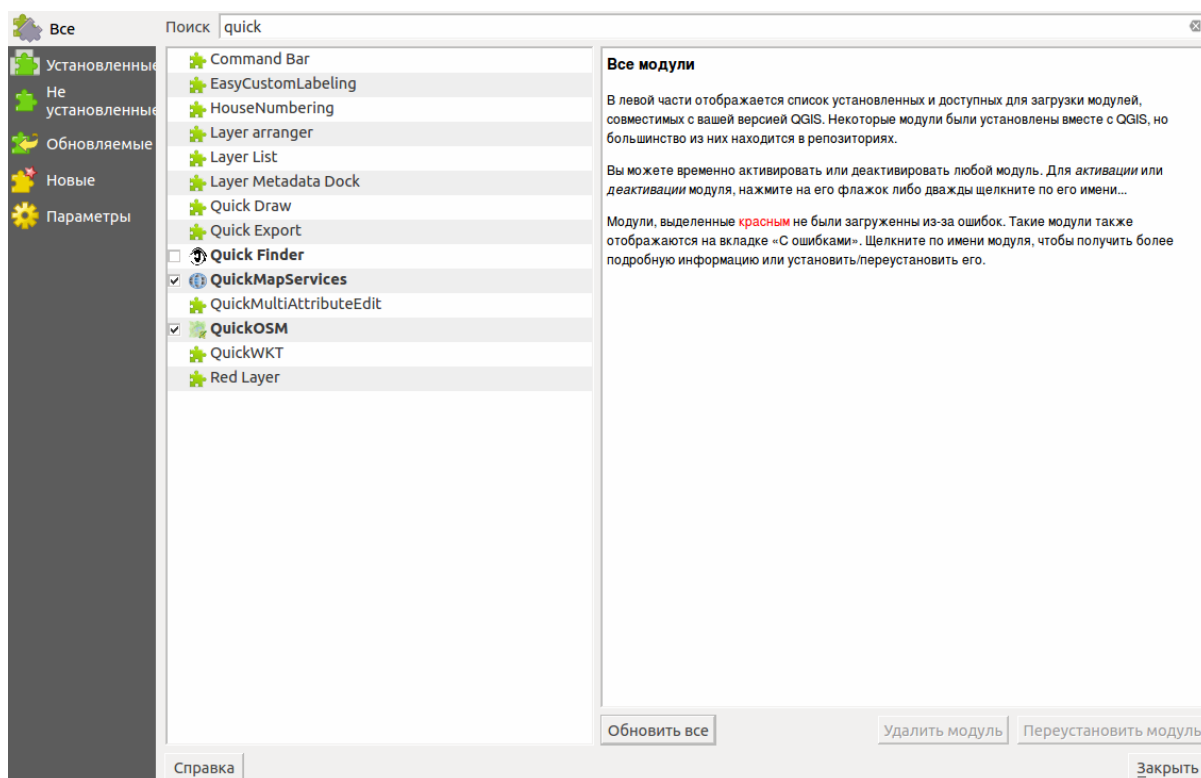 Все
Поиск quick
Установленные
Не
установленные
Обновляемые
Новые
Параметры
Command Bar
EasyCustomLabeling
HouseNumbering
Layer arranger
Layer List
Layer Metadata Dock
Quick Draw
Quick Export
Quick Finder
QuickMapServices
QuickMultiAttributeEdit
QuickOSM
QuickWKT
Red Layer
Все модули
В левой части отображается список установленных и доступных для загрузки модулей,
совместимых с вашей версией QGIS. Некоторые модули были установлены вместе с QGIS, но
большинство из них находится в репозиториях.
Вы можете временно активировать или деактивировать любой модуль. Для активации или
деактивации модуля, нажмите на его флажок либо дважды щелкните по его имени...
Модули, выделенные красным не были загруженны из-за ошибок. Такие модули также
отображаются на вкладке «С ошибками». Щелкните по имени модуля, чтобы получить более
подробную информацию или установить/переустановить его.
Обновить все
Удалить модуль
Переустановить модуль
Справка
Закрыть